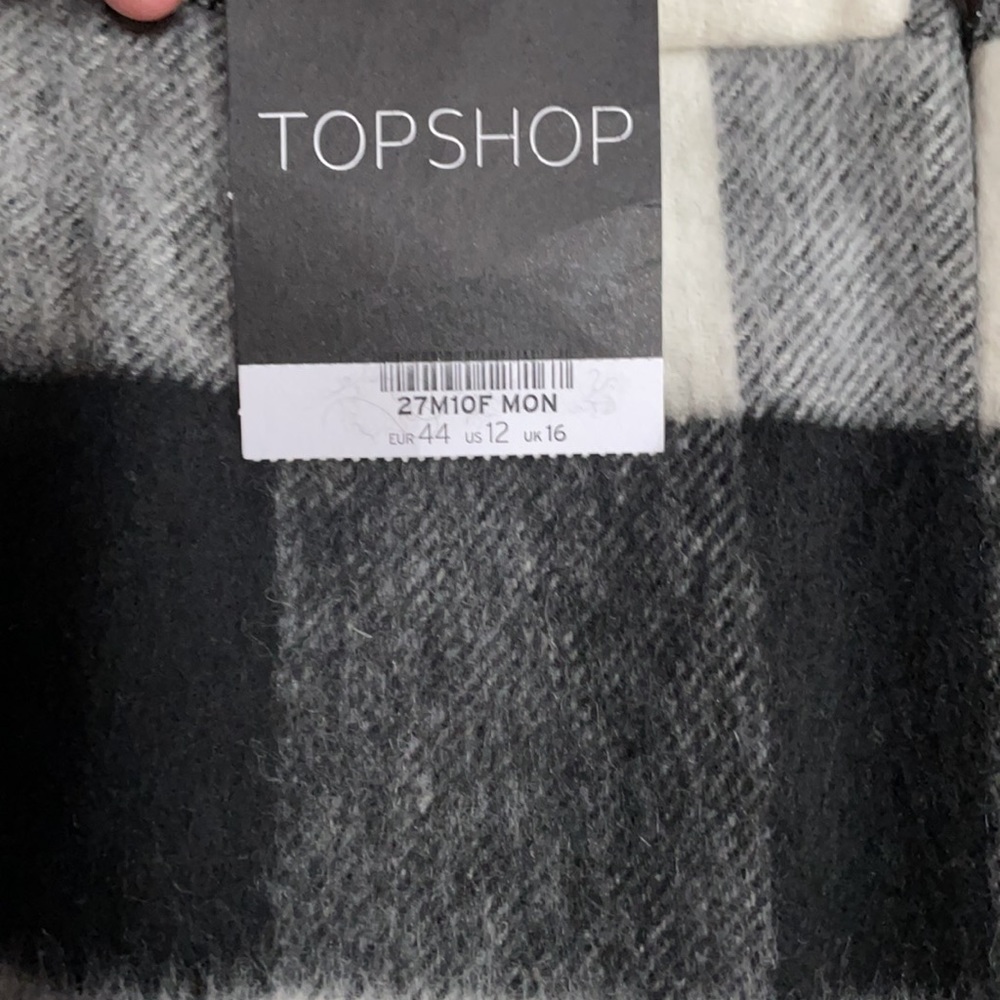 TOPSHOP
27M10F MON
EUR 44 US 12 UK 16